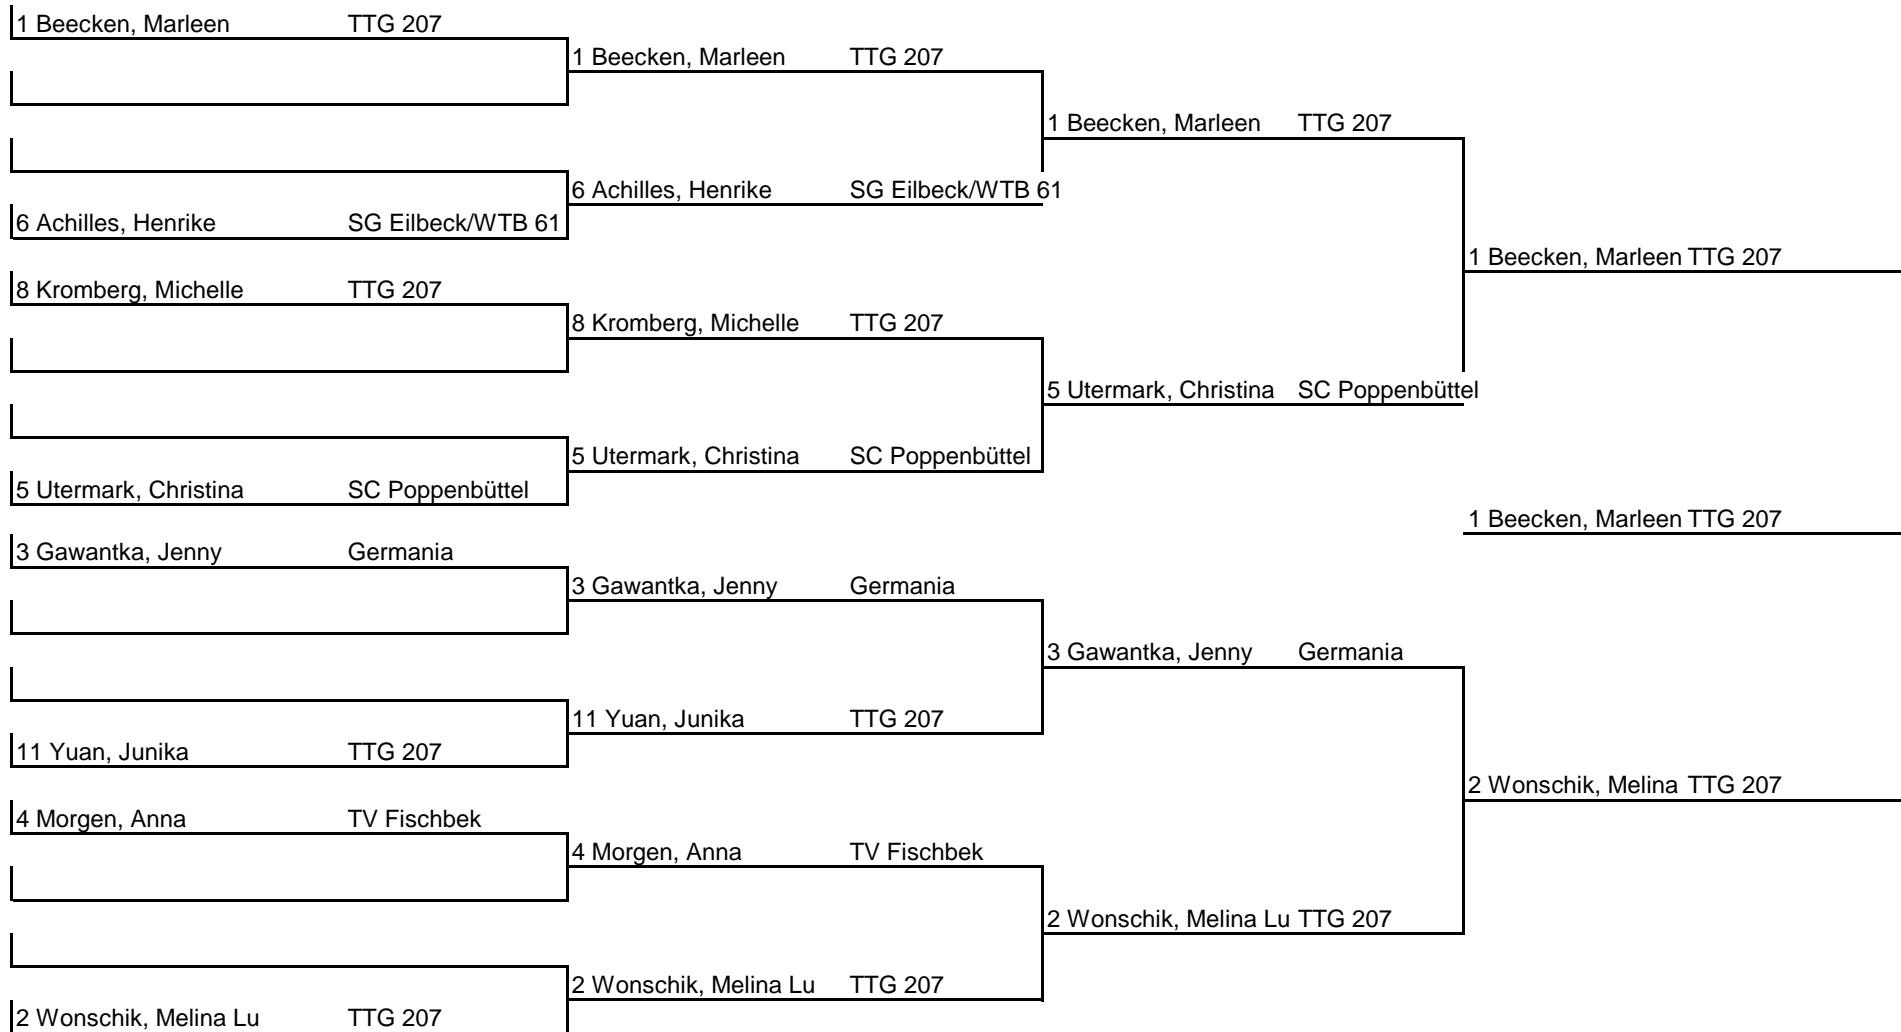 1 Beecken, Marleen TTG 207
1 Beecken, Marleen TTG 207
1 Beecken, Marleen TTG 207
6 Achilles, Henrike SG Eilbeck/WTB 61
6 Achilles, Henrike SG Eilbeck/WTB 61
1 Beecken, Marleen TTG 207
8 Kromberg, Michelle TTG 207
8 Kromberg, Michelle TTG 207
5 Utermark, Christina SC Poppenbüttel
5 Utermark, Christina SC Poppenbüttel
5 Utermark, Christina SC Poppenbüttel
1 Beecken, Marleen TTG 207
3 Gawantka, Jenny Germania
3 Gawantka, Jenny Germania
3 Gawantka, Jenny Germania
11 Yuan, Junika TTG 207
11 Yuan, Junika TTG 207
2 Wonschik, Melina TTG 207
4 Morgen, Anna TV Fischbek
4 Morgen, Anna TV Fischbek
2 Wonschik, Melina Lu TTG 207
2 Wonschik, Melina Lu TTG 207
2 Wonschik, Melina Lu TTG 207